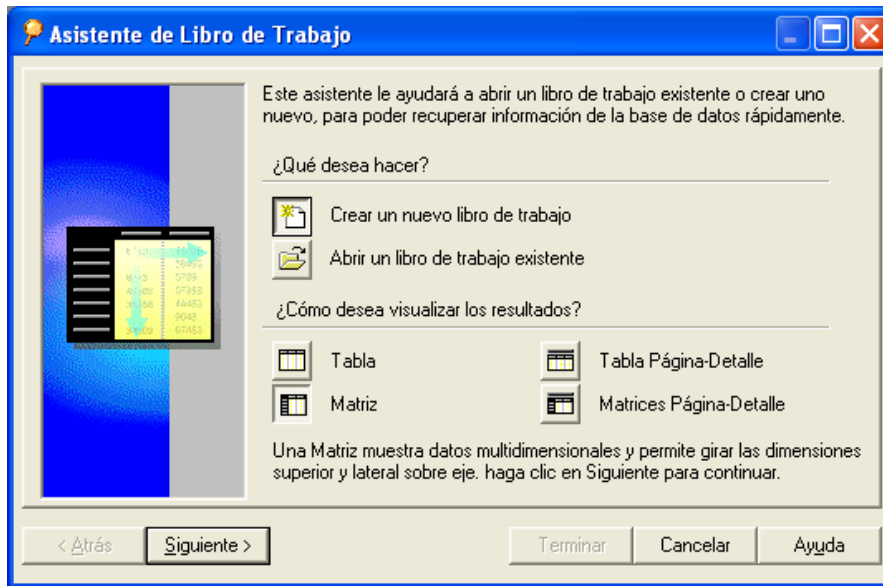 Asistente de Libro de Trabajo
Este asistente le ayudará a abrir un libro de trabajo existente o crear uno
nuevo, para poder recuperar información de la base de datos rápidamente.
¿Qué desea hacer?
Crear un nuevo libro de trabajo
Abrir un libro de trabajo existente
¿Cómo desea visualizar los resultados?
Tabla
Tabla Página-Detalle
Matriz
Matrices Página-Detalle
Una Matriz muestra datos multidimensionales y permite girar las dimensiones
superior y lateral sobre eje. haga clic en Siguiente para continuar.
< Atrás
Siguiente >
Terminar
Cancelar
Ayuda